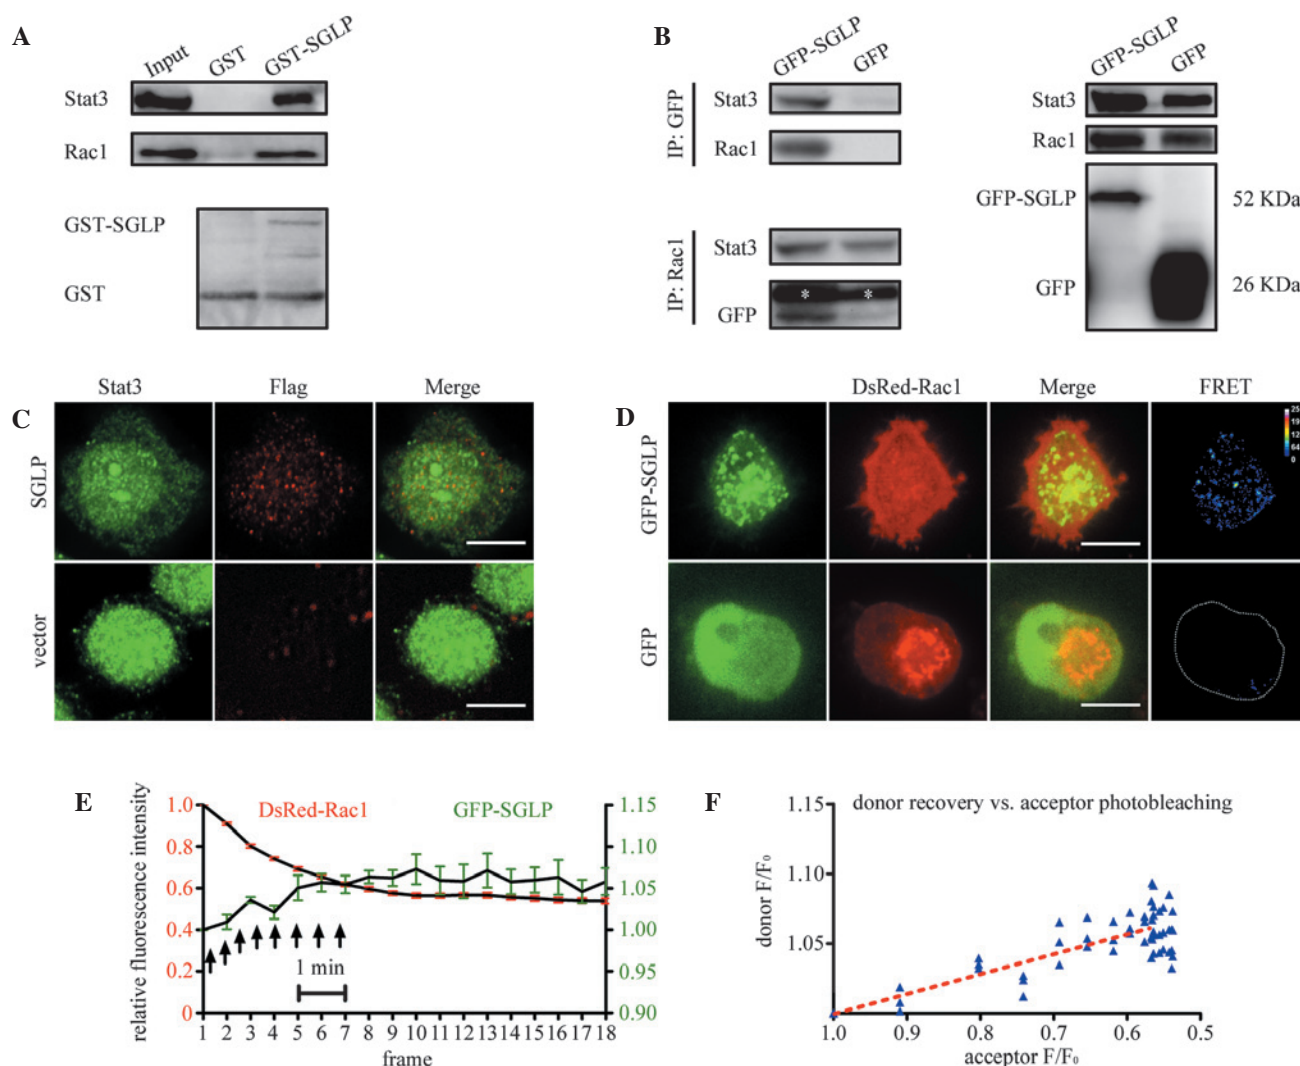 A
Input GST GST-SGLP
Stat3
Rac1
GST-SGLP
GST
B
GFP-SGLP GFP
IP: GFP
Stat3
Rac1
IP: Rac1
Stat3
* *
GFP
GFP-SGLP GFP
Stat3
Rac1
GFP-SGLP 52 KDa
GFP 26 KDa
C
Stat3 Flag Merge
SGLP
vector
D
DsRed-Rac1 Merge FRET
GFP-SGLP
GFP
0
E
relative fluorescence intensity
DsRed-Rac1 GFP-SGLP
1.0 1.15
0.8 1.10
0.6 1.05
0.4 1.00
0.2 0.95
0 0.90
1 min
1 2 3 4 5 6 7 8 9 10 11 12 13 14 15 16 17 18
frame
F
donor recovery vs. acceptor photobleaching
donor F/F₀
1.15
1.10
1.05
1.0 0.9 0.8 0.7 0.6 0.5
acceptor F/F₀